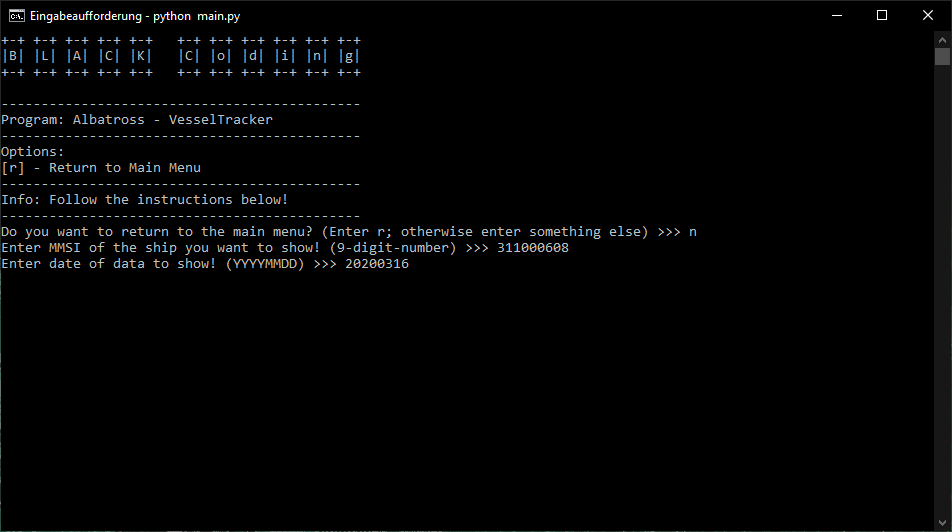 Eingabeaufforderung - python  main.py
+-+ +-+ +-+ +-+ +-+   +-+ +-+ +-+ +-+ +-+ +-+
|B| |L| |A| |C| |K|   |C| |o| |d| |i| |n| |g|
+-+ +-+ +-+ +-+ +-+   +-+ +-+ +-+ +-+ +-+ +-+
---------------------------------------------
Program: Albatross - VesselTracker
---------------------------------------------
Options:
[r] - Return to Main Menu
---------------------------------------------
Info: Follow the instructions below!
---------------------------------------------
Do you want to return to the main menu? (Enter r; otherwise enter something else) >>> n
Enter MMSI of the ship you want to show! (9-digit-number) >>> 311000608
Enter date of data to show! (YYYYMMDD) >>> 20200316